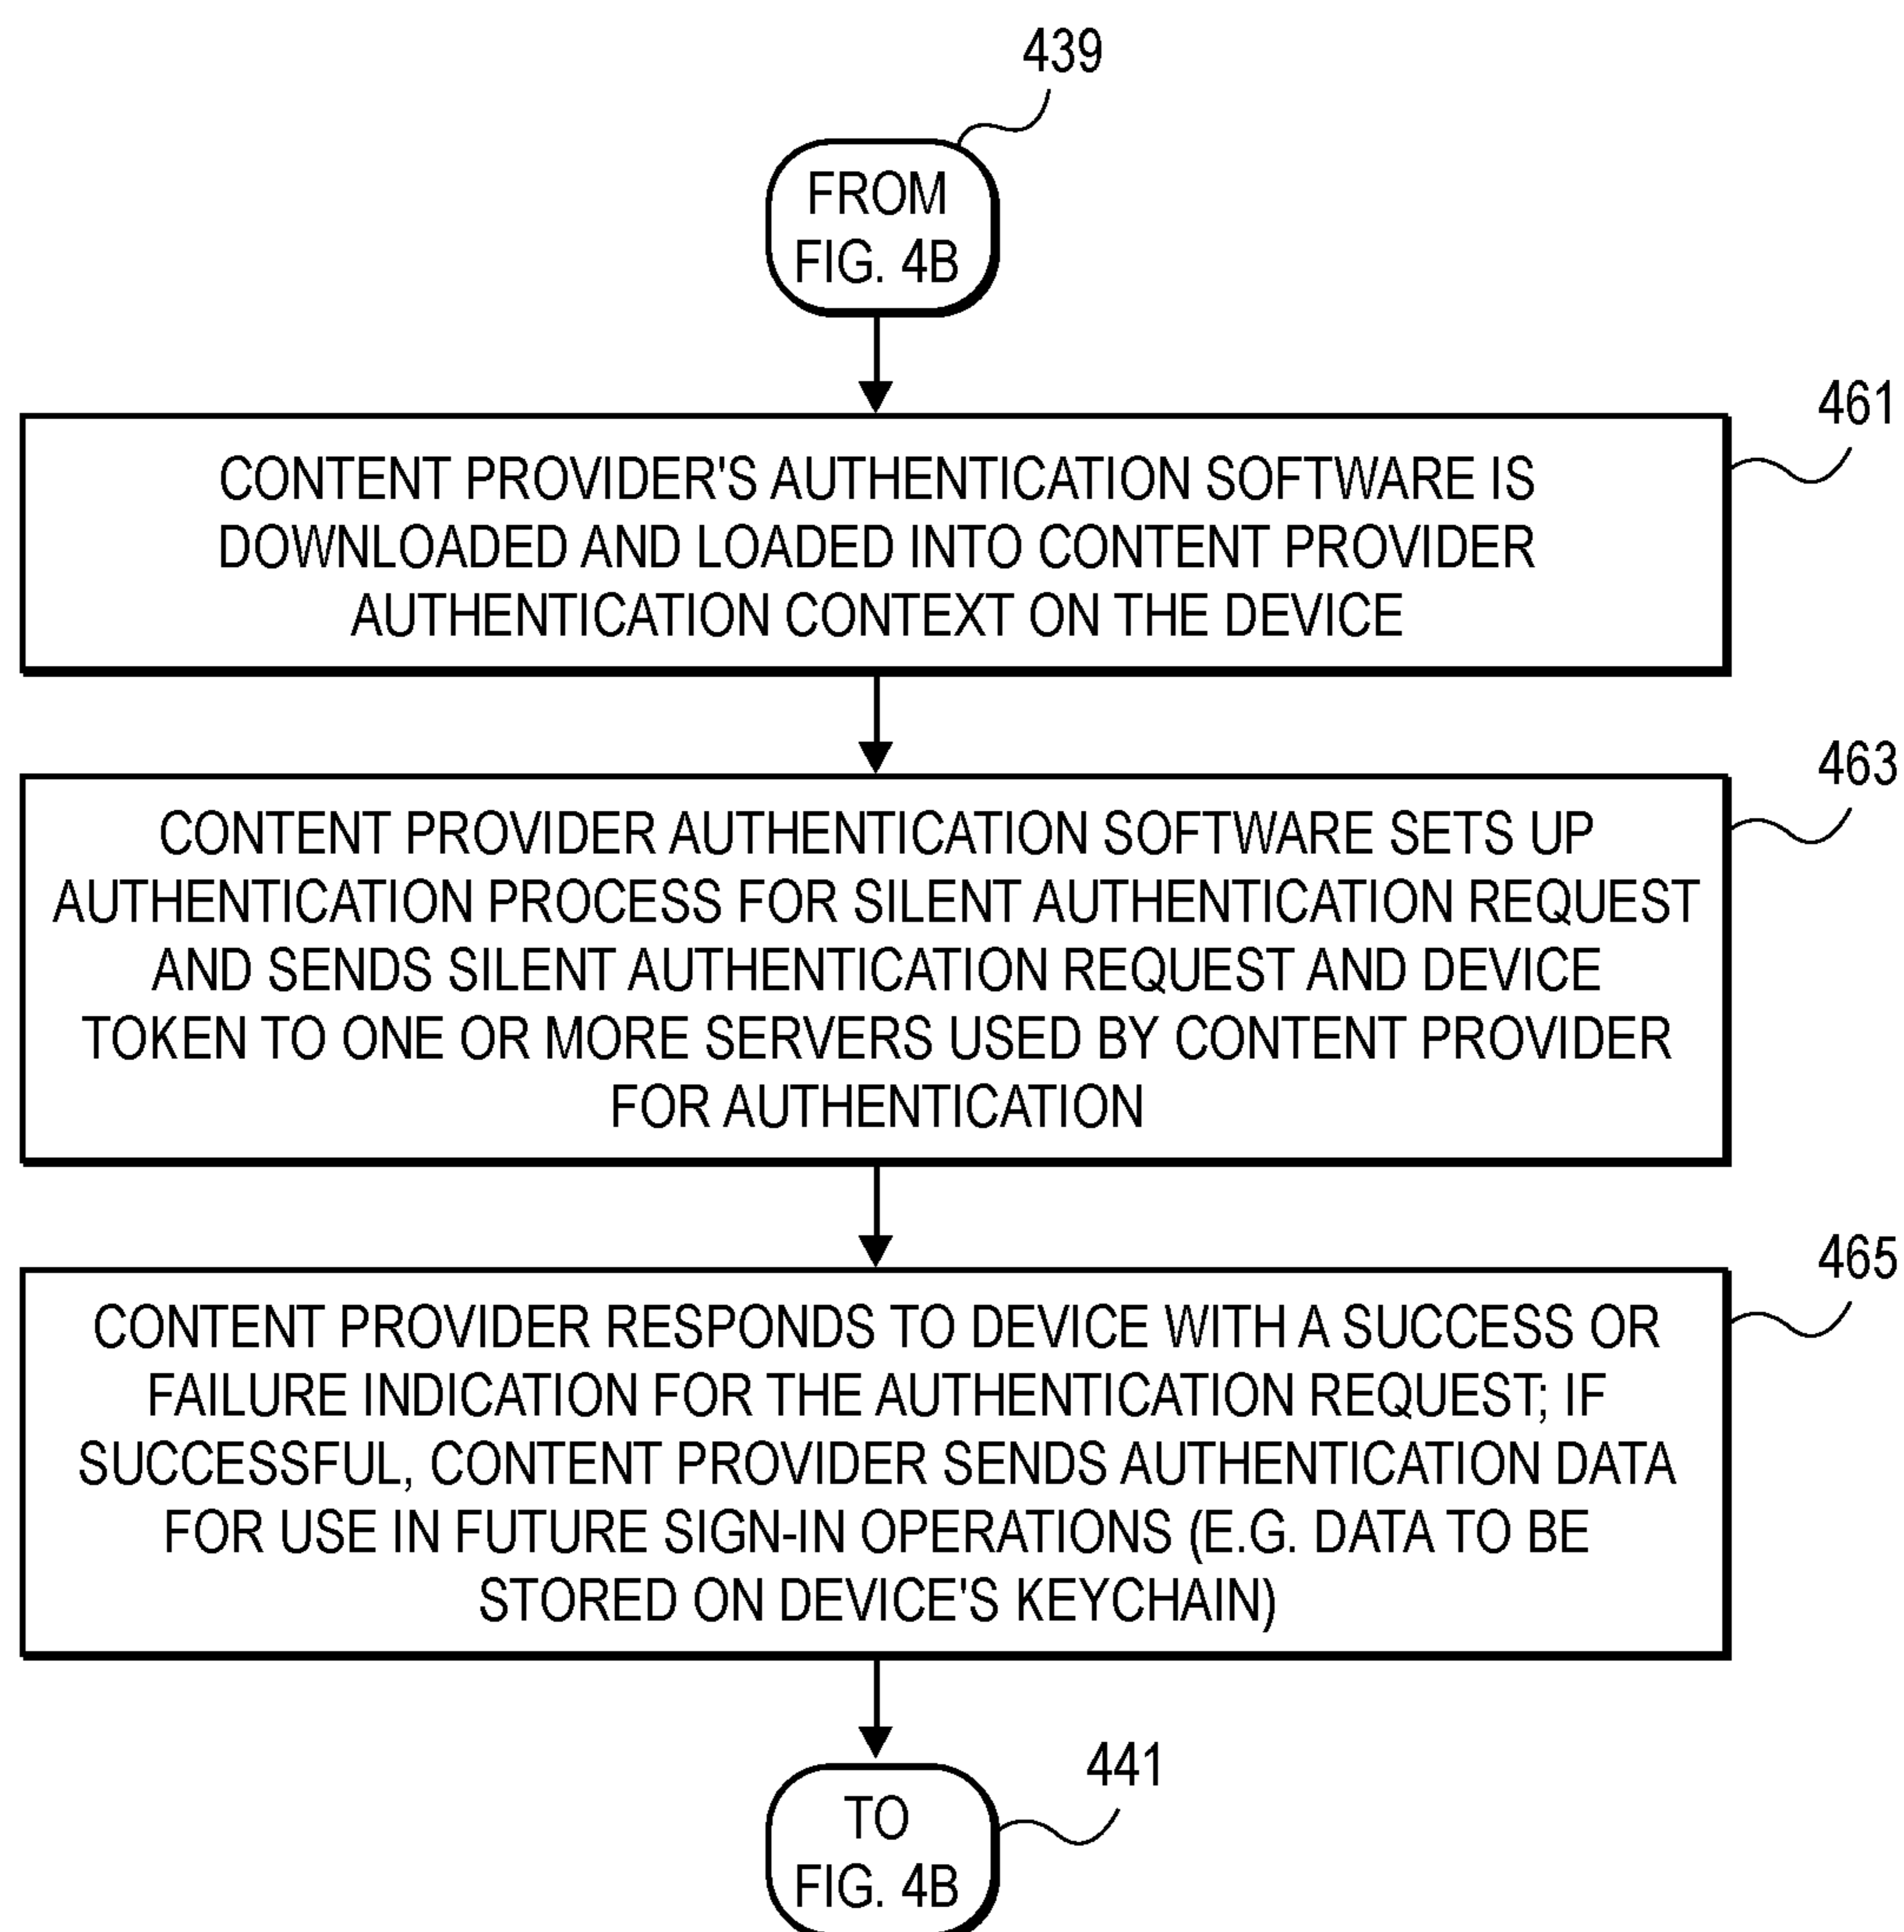 439
FROM
FIG. 4B
461
CONTENT PROVIDER'S AUTHENTICATION SOFTWARE IS
DOWNLOADED AND LOADED INTO CONTENT PROVIDER
AUTHENTICATION CONTEXT ON THE DEVICE
463
CONTENT PROVIDER AUTHENTICATION SOFTWARE SETS UP
AUTHENTICATION PROCESS FOR SILENT AUTHENTICATION REQUEST
AND SENDS SILENT AUTHENTICATION REQUEST AND DEVICE
TOKEN TO ONE OR MORE SERVERS USED BY CONTENT PROVIDER
FOR AUTHENTICATION
465
CONTENT PROVIDER RESPONDS TO DEVICE WITH A SUCCESS OR
FAILURE INDICATION FOR THE AUTHENTICATION REQUEST; IF
SUCCESSFUL, CONTENT PROVIDER SENDS AUTHENTICATION DATA
FOR USE IN FUTURE SIGN-IN OPERATIONS (E.G. DATA TO BE
STORED ON DEVICE'S KEYCHAIN)
441
TO
FIG. 4B